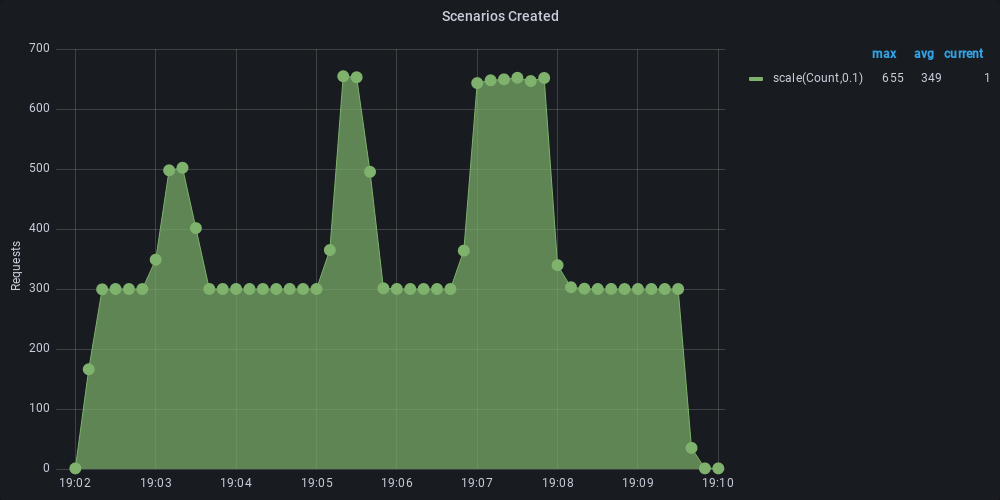 Scenarios Created
max avg current
scale(Count,0.1) 655 349 1
Requests
700
600
500
400
300
200
100
0
19:02 19:03 19:04 19:05 19:06 19:07 19:08 19:09 19:10